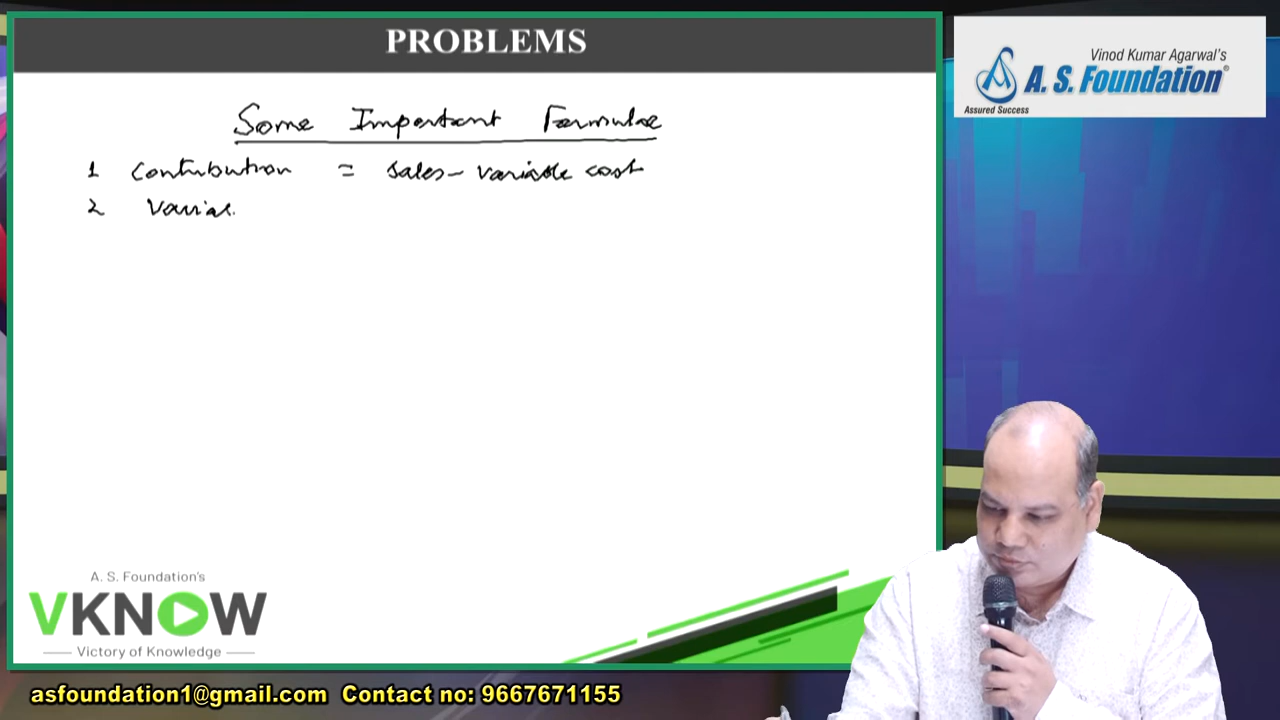 PROBLEMS
Vinod Kumar Agarwal's
A. S. Foundation®
Assured Success
Some Important Formulae
1 Contribution = Sales - variable cost
2 Variab
A. S. Foundation's
VKNOW
Victory of Knowledge
asfoundation1@gmail.com Contact no: 9667671155